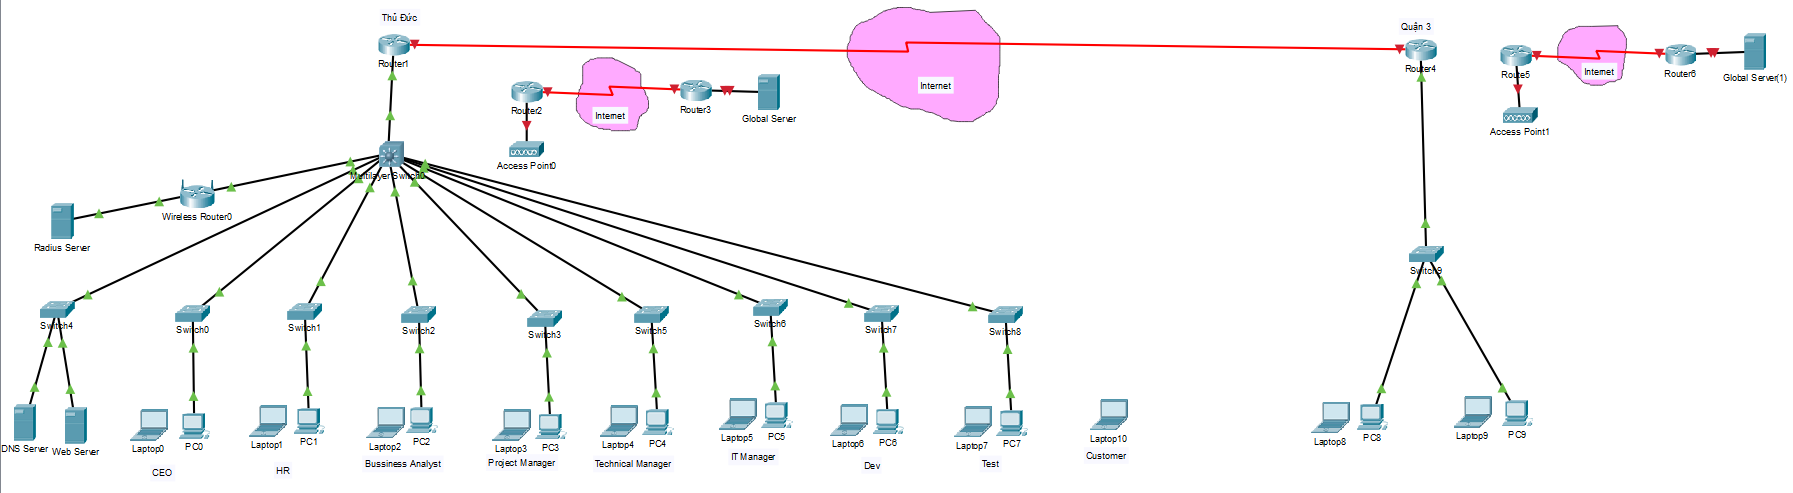 Thủ Đức
Router1
Internet
Quận 3
Router4
Router2
Internet
Router3
Global Server
Access Point0
Route5
Internet
Router6
Global Server(1)
Access Point1
Multilayer Switch0
Wireless Router0
Radius Server
Switch9
Switch4
Switch0
Switch1
Switch2
Switch3
Switch5
Switch6
Switch7
Switch8
DNS Server
Web Server
Laptop0
PC0
CEO
Laptop1
PC1
HR
Laptop2
PC2
Bussiness Analyst
Laptop3
PC3
Project Manager
Laptop4
PC4
Technical Manager
Laptop5
PC5
IT Manager
Laptop6
PC6
Dev
Laptop7
PC7
Test
Laptop10
Customer
Laptop8
PC8
Laptop9
PC9